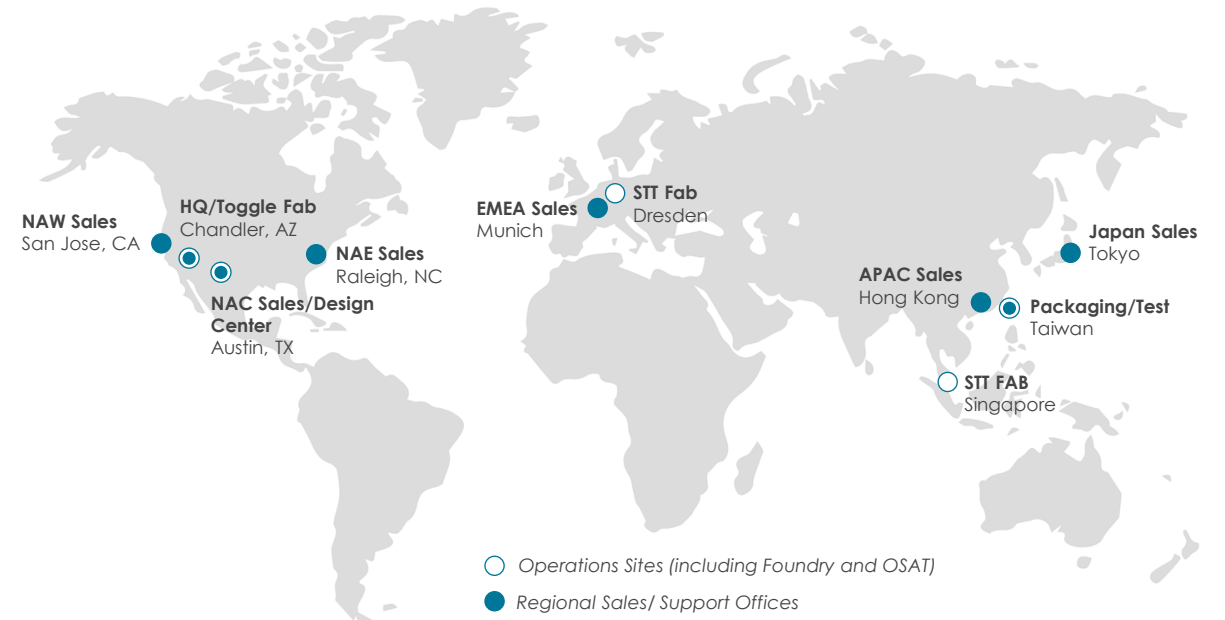 NAW Sales
San Jose, CA
HQ/Toggle Fab
Chandler, AZ
NAE Sales
Raleigh, NC
NAC Sales/Design
Center
Austin, TX
EMEA Sales
Munich
STT Fab
Dresden
Japan Sales
Tokyo
APAC Sales
Hong Kong
Packaging/Test
Taiwan
STT FAB
Singapore
Operations Sites (including Foundry and OSAT)
Regional Sales/ Support Offices